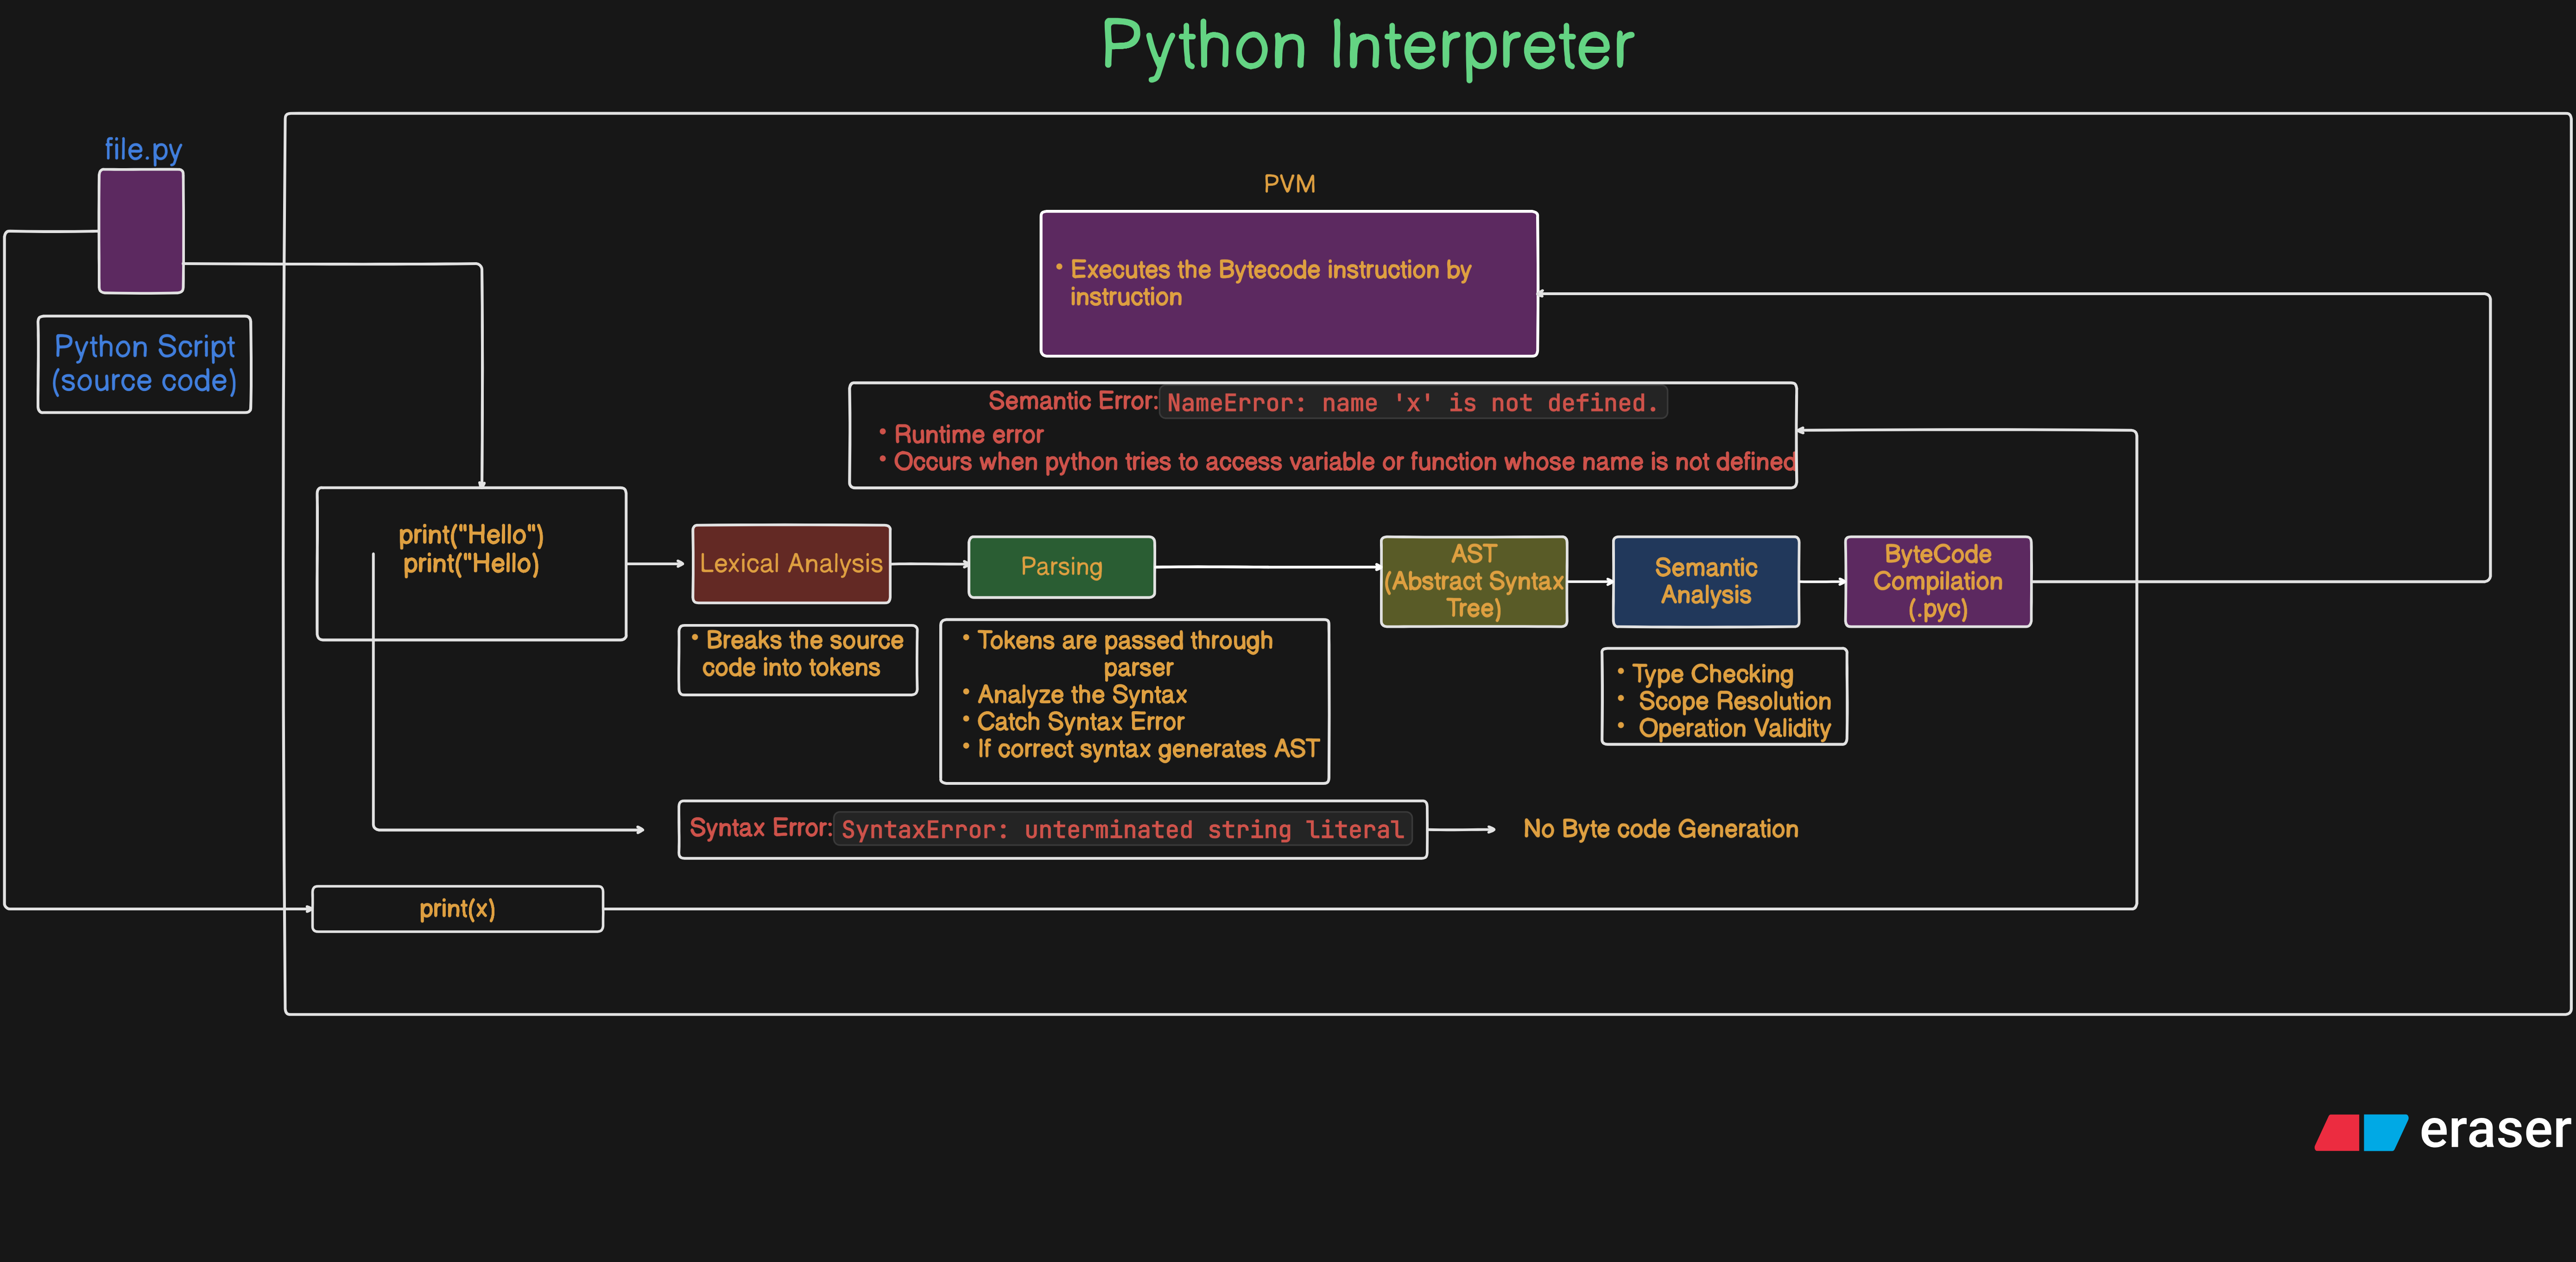 Python Interpreter
file.py
Python Script
(source code)
PVM
• Executes the Bytecode instruction by
instruction
Semantic Error: NameError: name 'x' is not defined.
• Runtime error
• Occurs when python tries to access variable or function whose name is not defined
print("Hello")
print("Hello)
Lexical Analysis
• Breaks the source
code into tokens
Parsing
• Tokens are passed through
parser
• Analyze the Syntax
• Catch Syntax Error
• If correct syntax generates AST
AST
(Abstract Syntax
Tree)
Semantic
Analysis
• Type Checking
• Scope Resolution
• Operation Validity
ByteCode
Compilation
(.pyc)
Syntax Error: SyntaxError: unterminated string literal
No Byte code Generation
print(x)
eraser